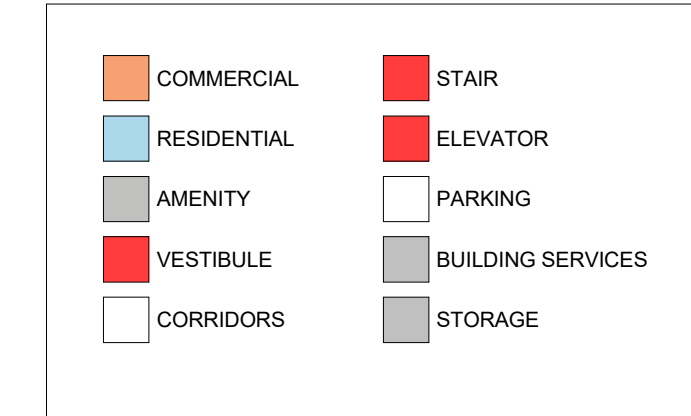 COMMERCIAL
RESIDENTIAL
AMENITY
VESTIBULE
CORRIDORS
STAIR
ELEVATOR
PARKING
BUILDING SERVICES
STORAGE